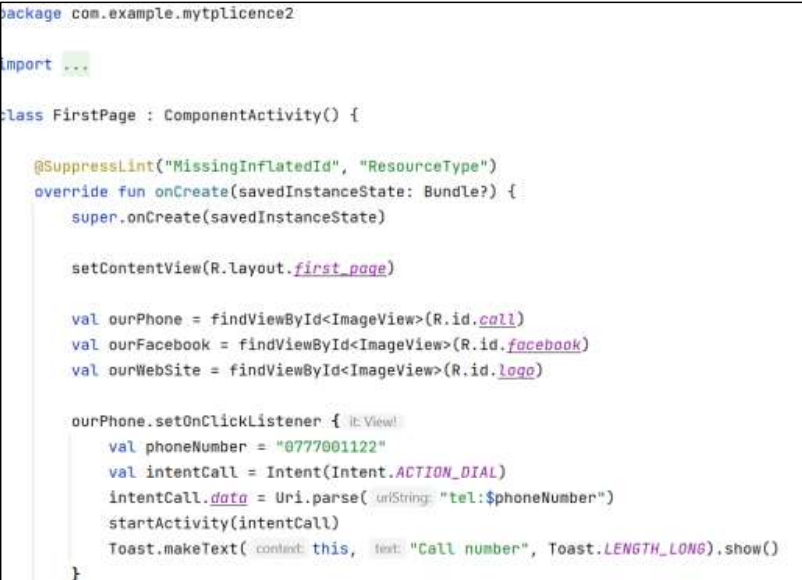 package com.example.mytplicence2
import ...
class FirstPage : ComponentActivity() {
@SuppressLint("MissingInflatedId", "ResourceType")
override fun onCreate(savedInstanceState: Bundle?) {
super.onCreate(savedInstanceState)
setContentView(R.layout.first_page)
val ourPhone = findViewById<ImageView>(R.id.call)
val ourFacebook = findViewById<ImageView>(R.id.facebook)
val ourWebSite = findViewById<ImageView>(R.id.logo)
ourPhone.setOnClickListener { it: View!
val phoneNumber = "0777001122"
val intentCall = Intent(Intent.ACTION_DIAL)
intentCall.data = Uri.parse( uriString: "tel:$phoneNumber")
startActivity(intentCall)
Toast.makeText( context: this, text: "Call number", Toast.LENGTH_LONG).show()
}